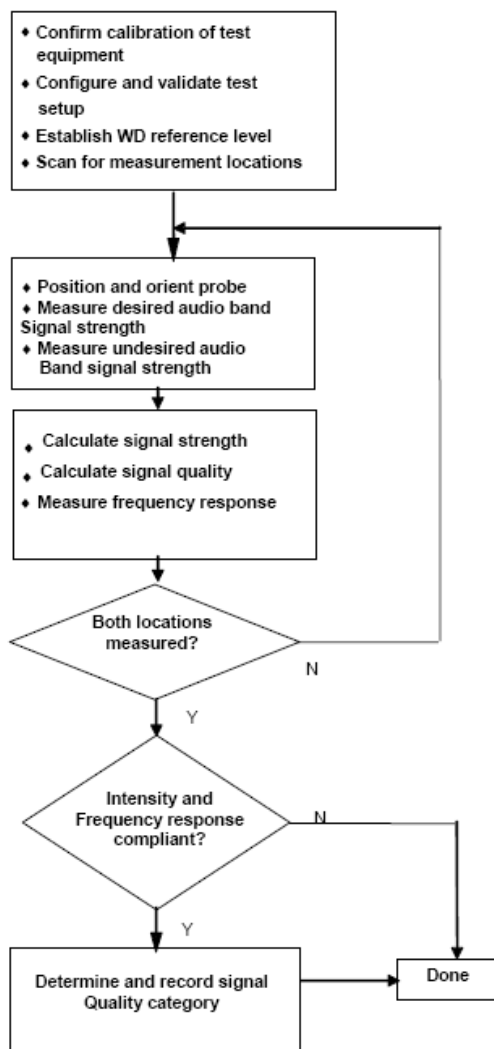 ♦ Confirm calibration of test
equipment
♦ Configure and validate test
setup
♦ Establish WD reference level
♦ Scan for measurement locations
♦ Position and orient probe
♦ Measure desired audio band
Signal strength
♦ Measure undesired audio
Band signal strength
♦ Calculate signal strength
♦ Calculate signal quality
♦ Measure frequency response
Both locations
measured?
N
Y
Intensity and
Frequency response
compliant?
N
Y
Determine and record signal
Quality category
Done